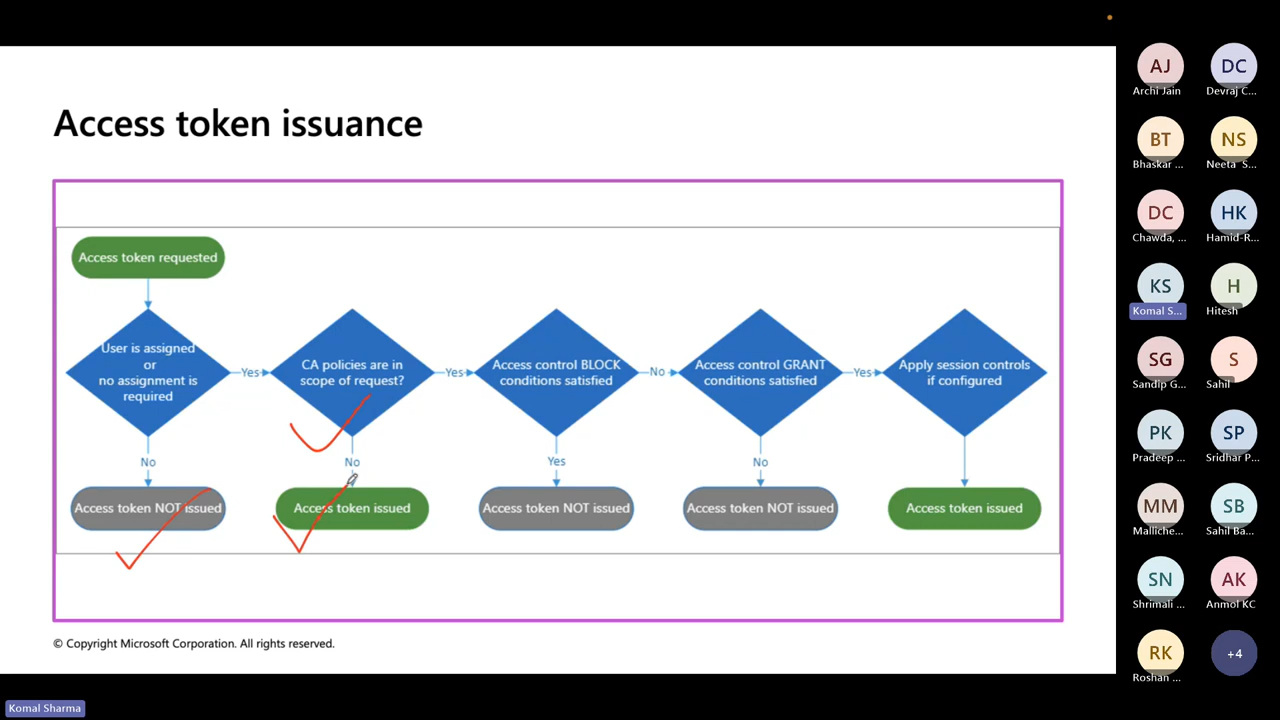 Access token issuance
Access token requested
User is assigned
or
no assignment is
required
Yes
CA policies are in
scope of request?
Yes
Access control BLOCK
conditions satisfied
No
Access control GRANT
conditions satisfied
Yes
Apply session controls
if configured
No
No
Yes
No
Access token NOT issued
Access token issued
Access token NOT issued
Access token NOT issued
Access token issued
© Copyright Microsoft Corporation. All rights reserved.
Komal Sharma
AJ
Archi Jain
DC
Devraj C...
BT
Bhaskar ...
NS
Neeta S...
DC
Chawda, ...
HK
Hamid-R...
KS
Komal S...
H
Hitesh
SG
Sandip G...
S
Sahil
PK
Pradeep ...
SP
Sridhar P...
MM
Malliche...
SB
Sahil Ba...
SN
Shrimali ...
AK
Anmol KC
RK
Roshan ...
+4